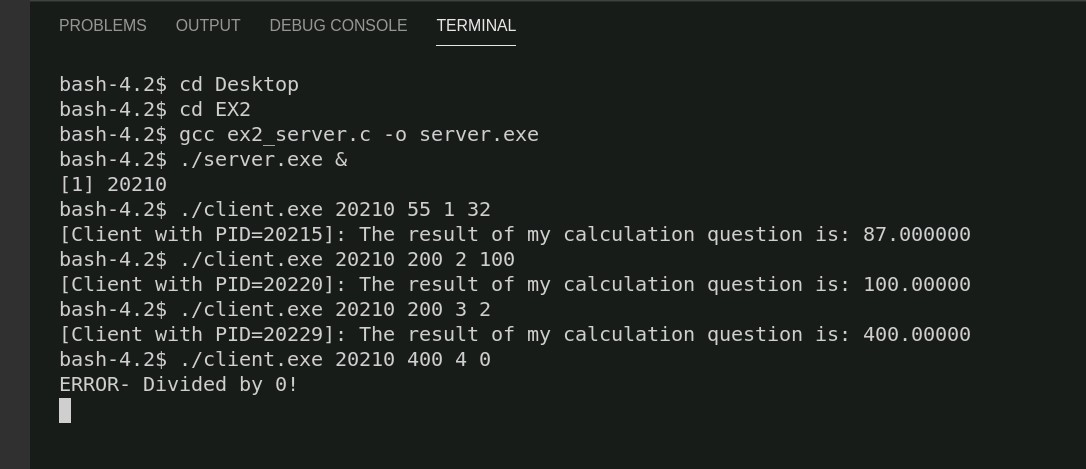 PROBLEMS OUTPUT DEBUG CONSOLE TERMINAL
bash-4.2$ cd Desktop
bash-4.2$ cd EX2
bash-4.2$ gcc ex2_server.c -o server.exe
bash-4.2$ ./server.exe &
[1] 20210
bash-4.2$ ./client.exe 20210 55 1 32
[Client with PID=20215]: The result of my calculation question is: 87.000000
bash-4.2$ ./client.exe 20210 200 2 100
[Client with PID=20220]: The result of my calculation question is: 100.00000
bash-4.2$ ./client.exe 20210 200 3 2
[Client with PID=20229]: The result of my calculation question is: 400.00000
bash-4.2$ ./client.exe 20210 400 4 0
ERROR- Divided by 0!